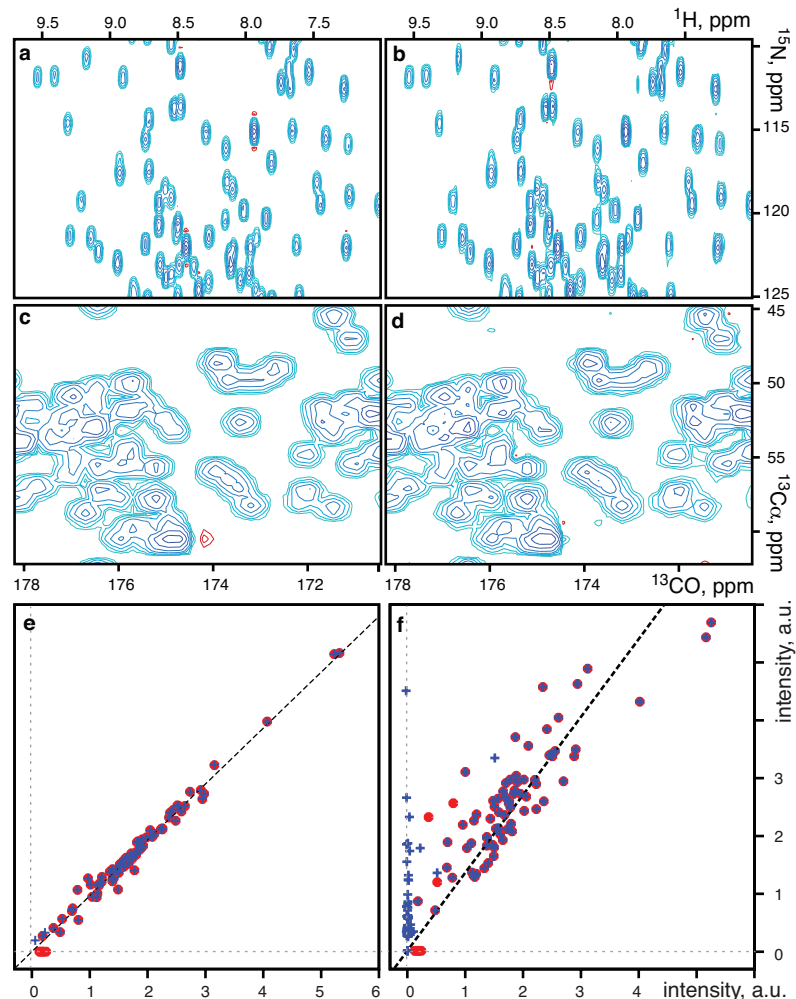 9.5 9.0 8.5 8.0 7.5 7.0 9.5 9.0 8.5 8.0 ¹H, ppm
a b
¹⁵N, ppm
115
120
125
c d
45
50
55
¹³Cα, ppm
178 176 174 172 178 176 174 ¹³CO, ppm
e f
intensity, a.u.
3
2
1
0
0 1 2 3 4 5 6 0 1 2 3 4 intensity, a.u.